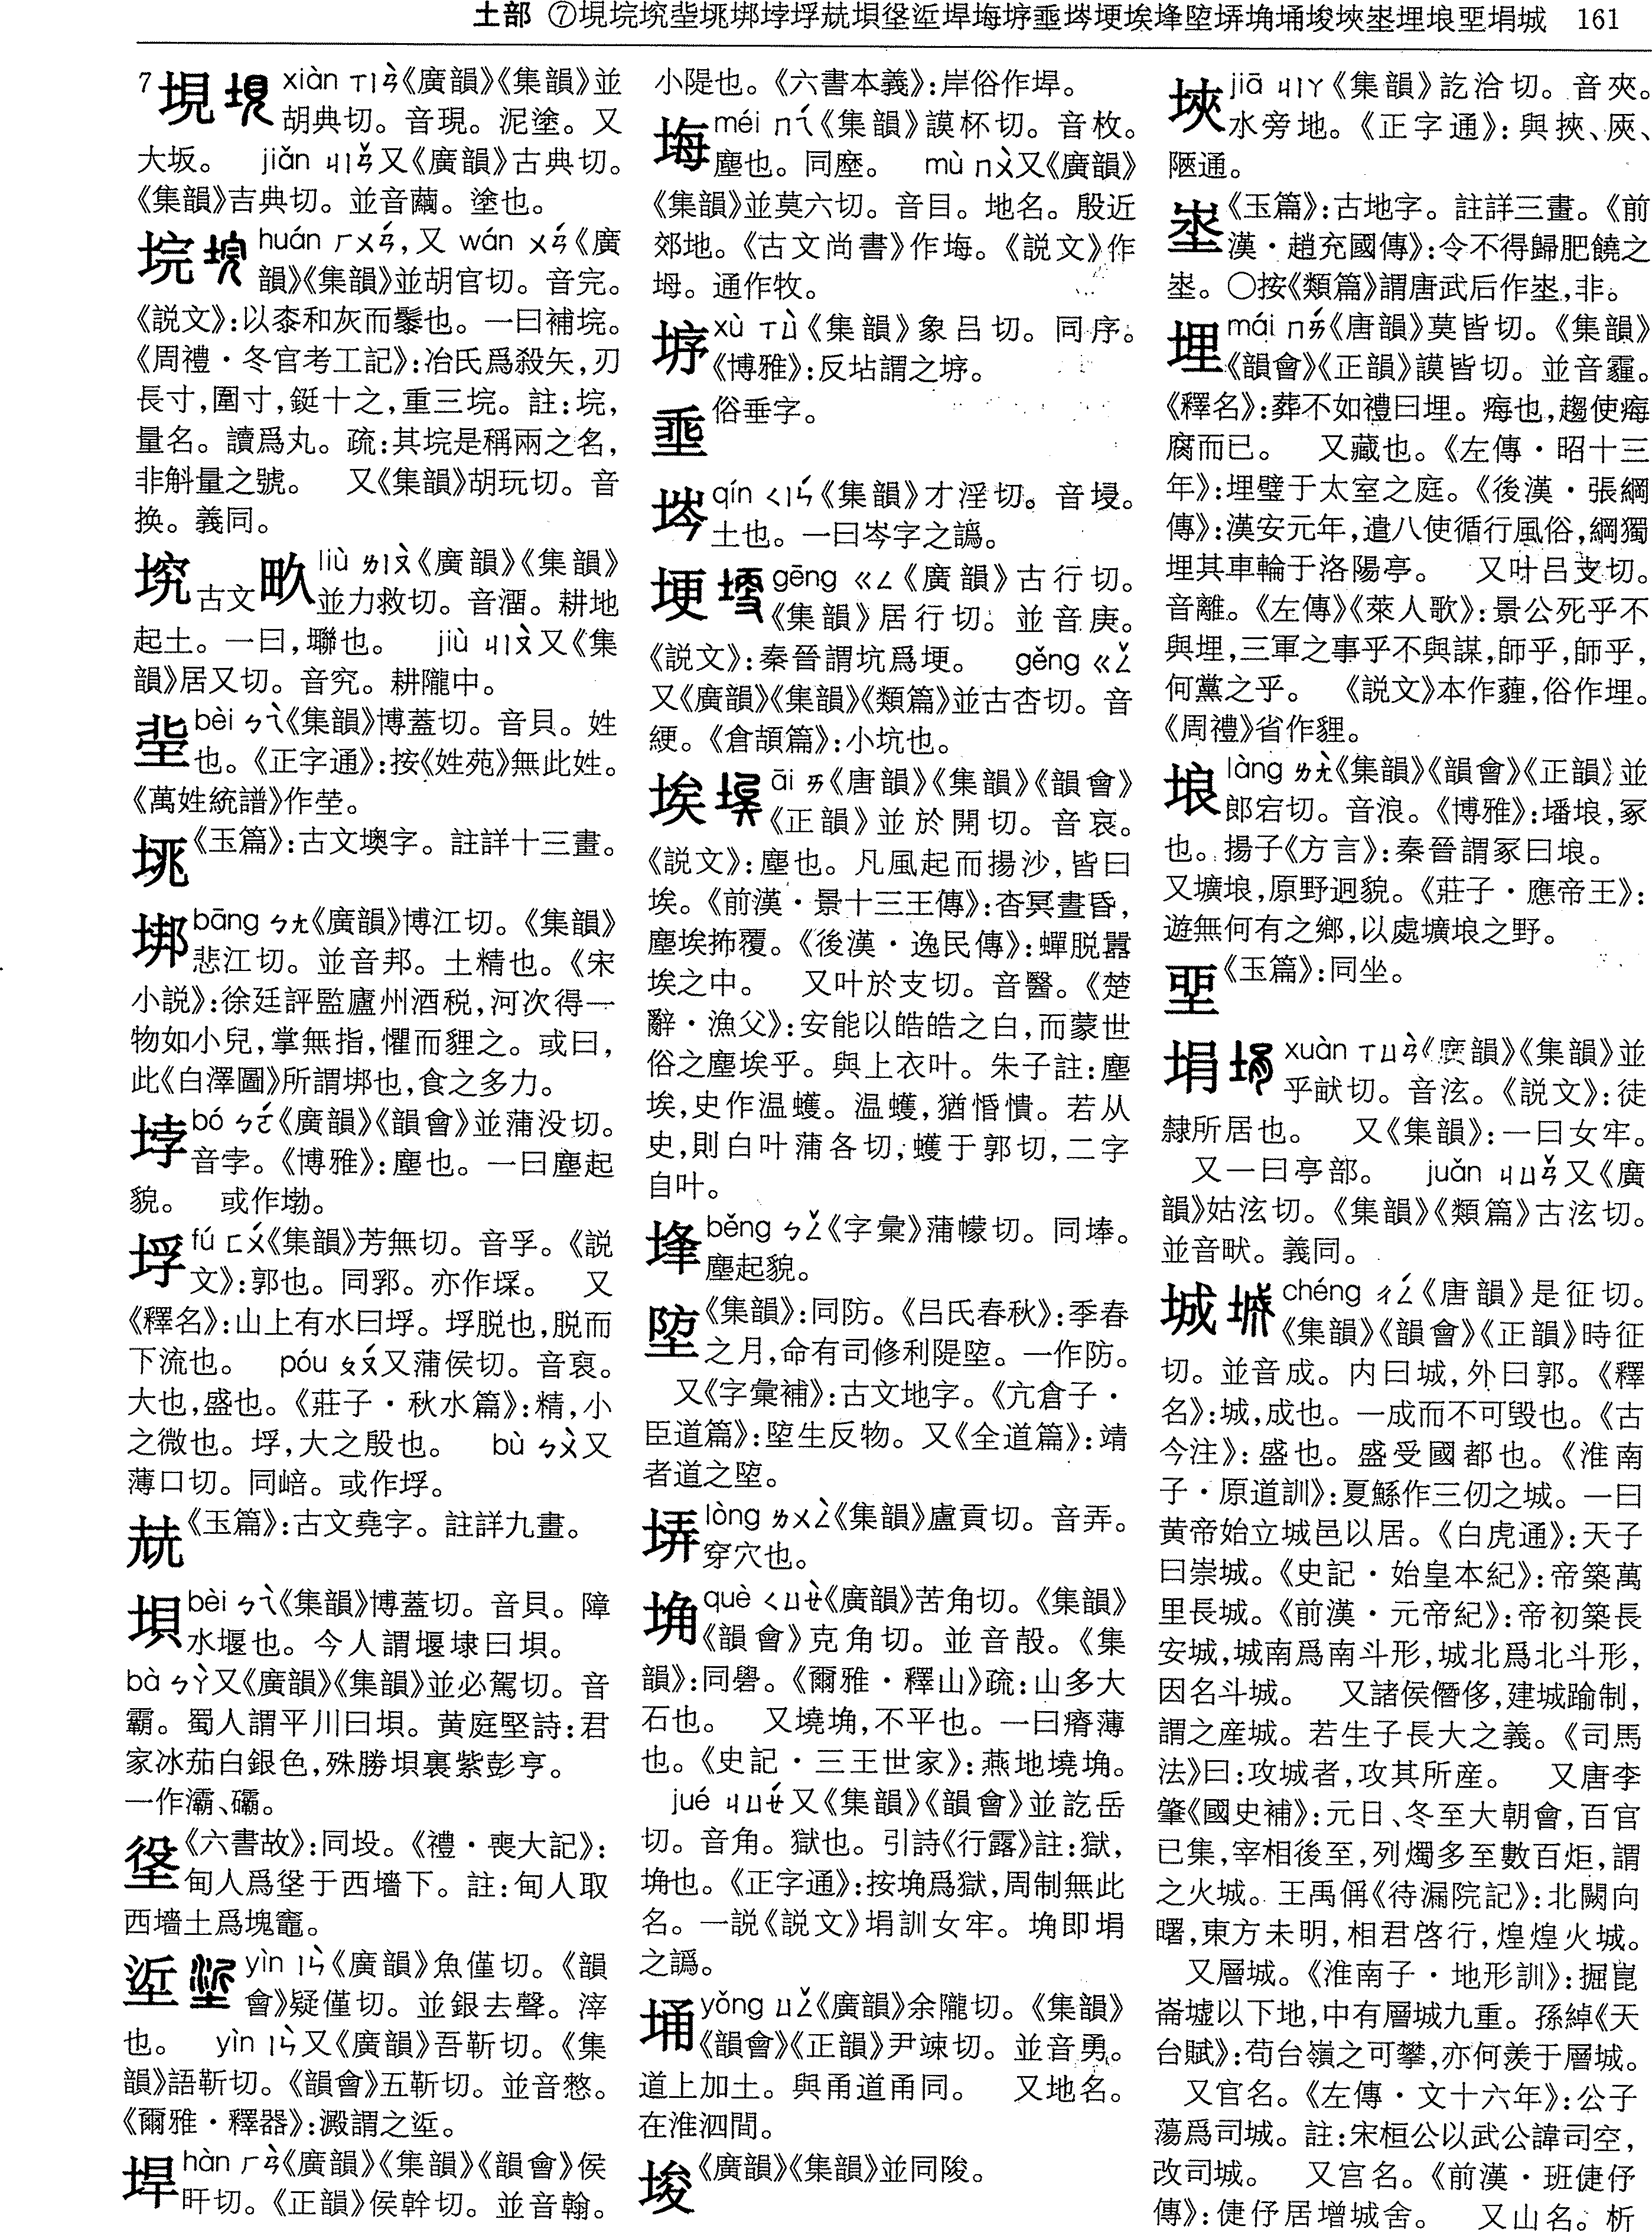 土部 ⑦垷垸坈坒垗垹垺埒兟垻垼垽垾塰垿埀埁埂埃埄埅埆埇埈埉埊埋埌埾埍城 161
7垷 xiàn ㄒㄧㄢˋ《廣韻》《集韻》並
胡典切。音現。泥塗。又
大坂。 jiǎn ㄐㄧㄢˇ又《廣韻》古典切。
《集韻》吉典切。並音繭。塗也。
垸 huán ㄏㄨㄢˊ,又 wán ㄨㄢˊ《廣
韻》《集韻》並胡官切。音完。
《説文》:以桼和灰而䰍也。一曰補垸。
《周禮・冬官考工記》:冶氏爲殺矢,刃
長寸,圍寸,鋌十之,重三垸。註:垸,
量名。讀爲丸。疏:其垸是稱兩之名,
非斛量之號。 又《集韻》胡玩切。音
换。義同。
古文畂 liù ㄌㄧㄡˋ《廣韻》《集韻》
並力救切。音溜。耕地
起土。一曰,聯也。 jiù ㄐㄧㄡˋ又《集
韻》居又切。音究。耕隴中。
bèi ㄅㄟˋ《集韻》博蓋切。音貝。姓
也。《正字通》:按《姓苑》無此姓。
《萬姓統譜》作垡。
垗《玉篇》:古文墺字。註詳十三畫。
垹 bāng ㄅㄤ《廣韻》博江切。《集韻》
悲江切。並音邦。土精也。《宋
小説》:徐廷評監廬州酒税,河次得一
物如小兒,掌無指,懼而貍之。或曰,
此《白澤圖》所謂垹也,食之多力。
垺 bó ㄅㄛˊ《廣韻》《韻會》並蒲没切。
音孛。《博雅》:塵也。一曰塵起
貌。 或作㙍。
垺 fú ㄈㄨˊ《集韻》芳無切。音孚。《説
文》:郭也。同郛。亦作垺。 又
《釋名》:山上有水曰垺。垺脱也,脱而
下流也。 póu ㄆㄡˊ又蒲侯切。音裒。
大也,盛也。《莊子・秋水篇》:精,小
之微也。垺,大之殷也。 bù ㄅㄨˋ又
薄口切。同㟝。或作垺。
《玉篇》:古文堯字。註詳九畫。
垻 bèi ㄅㄟˋ《集韻》博蓋切。音貝。障
水堰也。今人謂堰埭曰垻。
bà ㄅㄚˋ又《廣韻》《集韻》並必駕切。音
霸。蜀人謂平川曰垻。黄庭堅詩:君
家冰茄白銀色,殊勝垻裏紫彭亨。
一作灞、䃻。
垼《六書故》:同坄。《禮・喪大記》:
甸人爲垼于西墻下。註:甸人取
西墻土爲塊竈。
垽 yìn ㄧㄣˋ《廣韻》魚僅切。《韻
會》疑僅切。並銀去聲。滓
也。 yìn ㄧㄣˋ又《廣韻》吾靳切。《集
韻》語靳切。《韻會》五靳切。並音憖。
《爾雅・釋器》:澱謂之垽。
垾 hàn ㄏㄢˋ《廣韻》《集韻》《韻會》侯
旰切。《正韻》侯幹切。並音翰。
小隄也。《六書本義》:岸俗作垾。
méi ㄇㄟˊ《集韻》謨杯切。音枚。
塵也。同塺。 mù ㄇㄨˋ又《廣韻》
《集韻》並莫六切。音目。地名。殷近
郊地。《古文尚書》作坶。《説文》作
坶。通作牧。
垿 xù ㄒㄩˋ《集韻》象吕切。同序。
《博雅》:反坫謂之垿。
埀 俗垂字。
埁 qín ㄑㄧㄣˊ《集韻》才淫切。音埐。
土也。一曰岑字之譌。
埂 gēng ㄍㄥ《廣韻》古行切。
《集韻》居行切。並音庚。
《説文》:秦晉謂坑爲埂。 gěng ㄍㄥˇ
又《廣韻》《集韻》《類篇》並古杏切。音
綆。《倉頡篇》:小坑也。
埃 āi ㄞ《唐韻》《集韻》《韻會》
《正韻》並於開切。音哀。
《説文》:塵也。凡風起而揚沙,皆曰
埃。《前漢・景十三王傳》:杳冥晝昏,
塵埃抪覆。《後漢・逸民傳》:蟬脱囂
埃之中。 又叶於支切。音醫。《楚
辭・漁父》:安能以皓皓之白,而蒙世
俗之塵埃乎。與上衣叶。朱子註:塵
埃,史作温蠖。温蠖,猶惛憒。若从
史,則白叶蒲各切,蠖于郭切,二字
自叶。
埄 běng ㄅㄥˇ《字彙》蒲幪切。同埲。
塵起貌。
埅《集韻》:同防。《吕氏春秋》:季春
之月,命有司修利隄埅。一作防。
又《字彙補》:古文地字。《亢倉子・
臣道篇》:埅生反物。又《全道篇》:靖
者道之埅。
lòng ㄌㄨㄥˋ《集韻》盧貢切。音弄。
穿穴也。
埆 què ㄑㄩㄝˋ《廣韻》苦角切。《集韻》
《韻會》克角切。並音殻。《集
韻》:同礐。《爾雅・釋山》疏:山多大
石也。 又墝埆,不平也。一曰瘠薄
也。《史記・三王世家》:燕地墝埆。
jué ㄐㄩㄝˊ又《集韻》《韻會》並訖岳
切。音角。獄也。引詩《行露》註:獄,
埆也。《正字通》:按埆爲獄,周制無此
名。一説《説文》埍訓女牢。埆即埍
之譌。
埇 yǒng ㄩㄥˇ《廣韻》余隴切。《集韻》
《韻會》《正韻》尹竦切。並音勇。
道上加土。與甬道甬同。 又地名。
在淮泗間。
埈《廣韻》《集韻》並同陖。
埉 jiā ㄐㄧㄚ《集韻》訖洽切。音夾。
水旁地。《正字通》:與挾、㡊、
陿通。
埊《玉篇》:古地字。註詳三畫。《前
漢・趙充國傳》:令不得歸肥饒之
埊。○按《類篇》謂唐武后作埊,非。
埋 mái ㄇㄞˊ《唐韻》莫皆切。《集韻》
《韻會》《正韻》謨皆切。並音霾。
《釋名》:葬不如禮曰埋。痗也,趨使痗
腐而已。 又藏也。《左傳・昭十三
年》:埋璧于太室之庭。《後漢・張綱
傳》:漢安元年,遣八使循行風俗,綱獨
埋其車輪于洛陽亭。 又叶吕支切。
音離。《左傳》《萊人歌》:景公死乎不
與埋,三軍之事乎不與謀,師乎,師乎,
何黨之乎。 《説文》本作薶,俗作埋。
《周禮》省作貍。
埌 làng ㄌㄤˋ《集韻》《韻會》《正韻》並
郎宕切。音浪。《博雅》:墦埌,冢
也。揚子《方言》:秦晉謂冢曰埌。
又壙埌,原野迥貌。《莊子・應帝王》:
遊無何有之鄉,以處壙埌之野。
《玉篇》:同坐。
埍 xuàn ㄒㄩㄢˋ《廣韻》《集韻》並
乎畎切。音泫。《説文》:徒
隸所居也。 又《集韻》:一曰女牢。
又一曰亭部。 juǎn ㄐㄩㄢˇ又《廣
韻》姑泫切。《集韻》《類篇》古泫切。
並音畎。義同。
城 chéng ㄔㄥˊ《唐韻》是征切。
《集韻》《韻會》《正韻》時征
切。並音成。内曰城,外曰郭。《釋
名》:城,成也。一成而不可毁也。《古
今注》:盛也。盛受國都也。《淮南
子・原道訓》:夏鯀作三仞之城。一曰
黄帝始立城邑以居。《白虎通》:天子
曰崇城。《史記・始皇本紀》:帝築萬
里長城。《前漢・元帝紀》:帝初築長
安城,城南爲南斗形,城北爲北斗形,
因名斗城。 又諸侯僭侈,建城踰制,
謂之産城。若生子長大之義。《司馬
法》曰:攻城者,攻其所産。 又唐李
肇《國史補》:元日、冬至大朝會,百官
已集,宰相後至,列燭多至數百炬,謂
之火城。王禹偁《待漏院記》:北闕向
曙,東方未明,相君啓行,煌煌火城。
又層城。《淮南子・地形訓》:掘崑
崙墟以下地,中有層城九重。孫綽《天
台賦》:苟台嶺之可攀,亦何羨于層城。
又官名。《左傳・文十六年》:公子
蕩爲司城。註:宋桓公以武公諱司空,
改司城。 又宫名。《前漢・班倢伃
傳》:倢伃居增城舍。 又山名。析